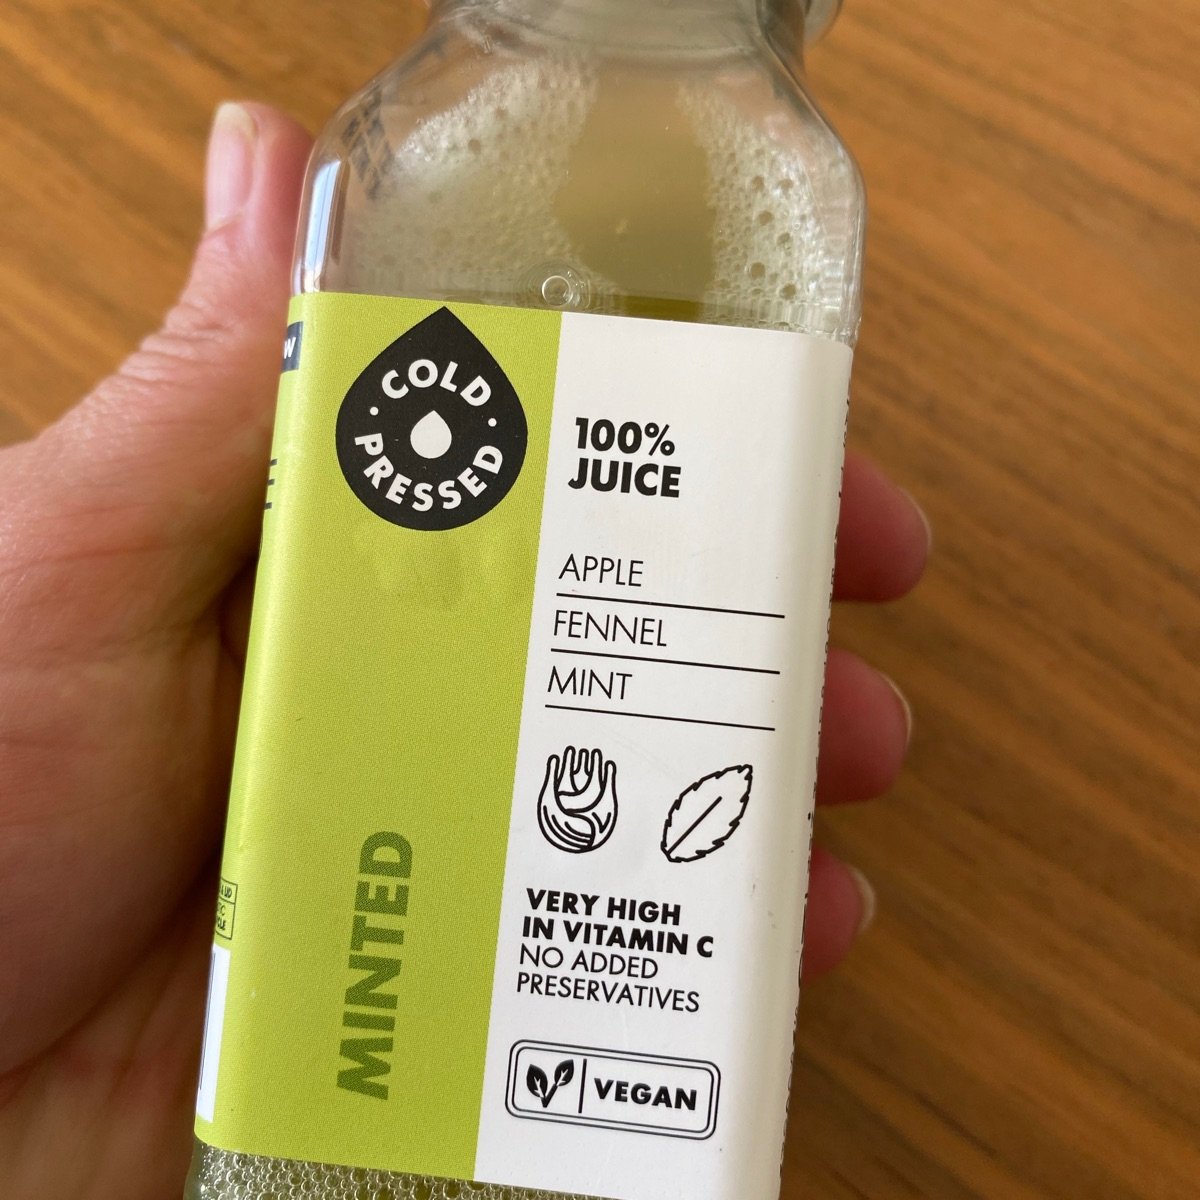 COLD
PRESSED
MINTED
100%
JUICE
APPLE
FENNEL
MINT
VERY HIGH
IN VITAMIN C
NO ADDED
PRESERVATIVES
VEGAN